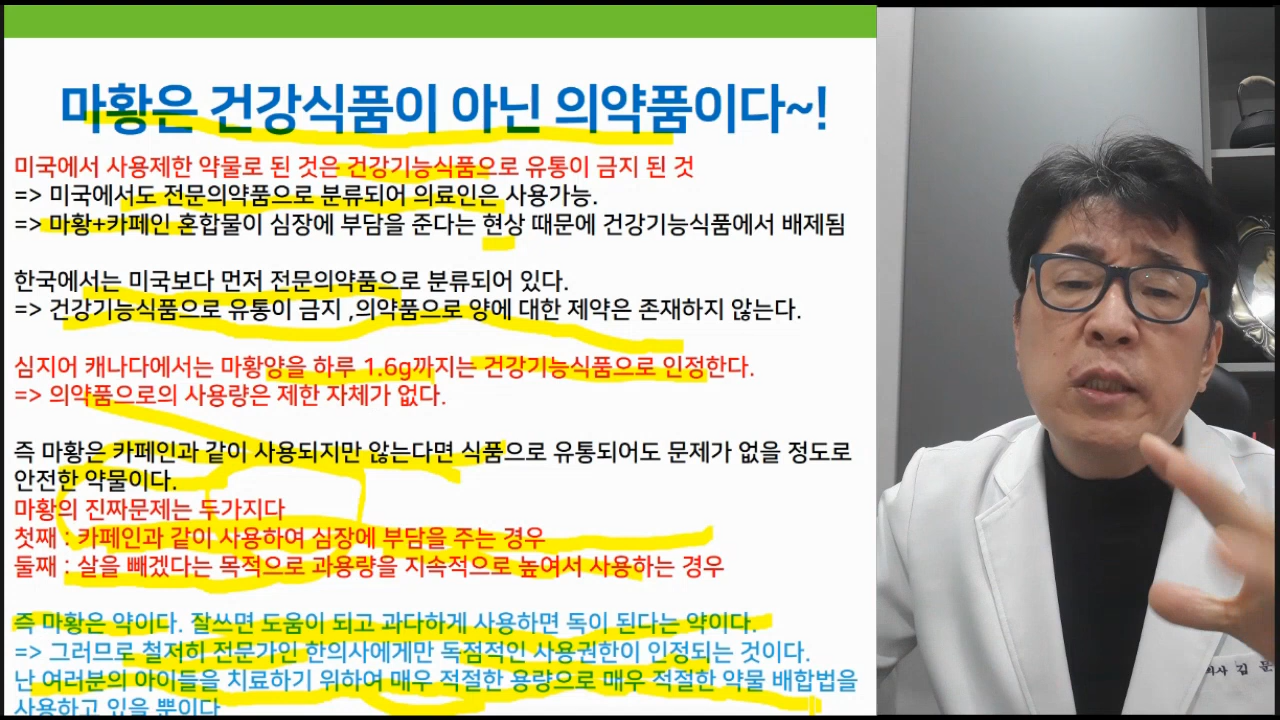 마황은 건강식품이 아닌 의약품이다~!
미국에서 사용제한 약물로 된 것은 건강기능식품으로 유통이 금지 된 것
=> 미국에서도 전문의약품으로 분류되어 의료인은 사용가능.
=> 마황+카페인 혼합물이 심장에 부담을 준다는 현상 때문에 건강기능식품에서 배제됨
한국에서는 미국보다 먼저 전문의약품으로 분류되어 있다.
=> 건강기능식품으로 유통이 금지 ,의약품으로 양에 대한 제약은 존재하지 않는다.
심지어 캐나다에서는 마황양을 하루 1.6g까지는 건강기능식품으로 인정한다.
=> 의약품으로의 사용량은 제한 자체가 없다.
즉 마황은 카페인과 같이 사용되지만 않는다면 식품으로 유통되어도 문제가 없을 정도로
안전한 약물이다.
마황의 진짜문제는 두가지다
첫째 : 카페인과 같이 사용하여 심장에 부담을 주는 경우
둘째 : 살을 빼겠다는 목적으로 과용량을 지속적으로 높여서 사용하는 경우
즉 마황은 약이다. 잘쓰면 도움이 되고 과다하게 사용하면 독이 된다는 약이다.
=> 그러므로 철저히 전문가인 한의사에게만 독점적인 사용권한이 인정되는 것이다.
난 여러분의 아이들을 치료하기 위하여 매우 적절한 용량으로 매우 적절한 약물 배합법을
사용하고 있을 뿐이다
의사 김 문